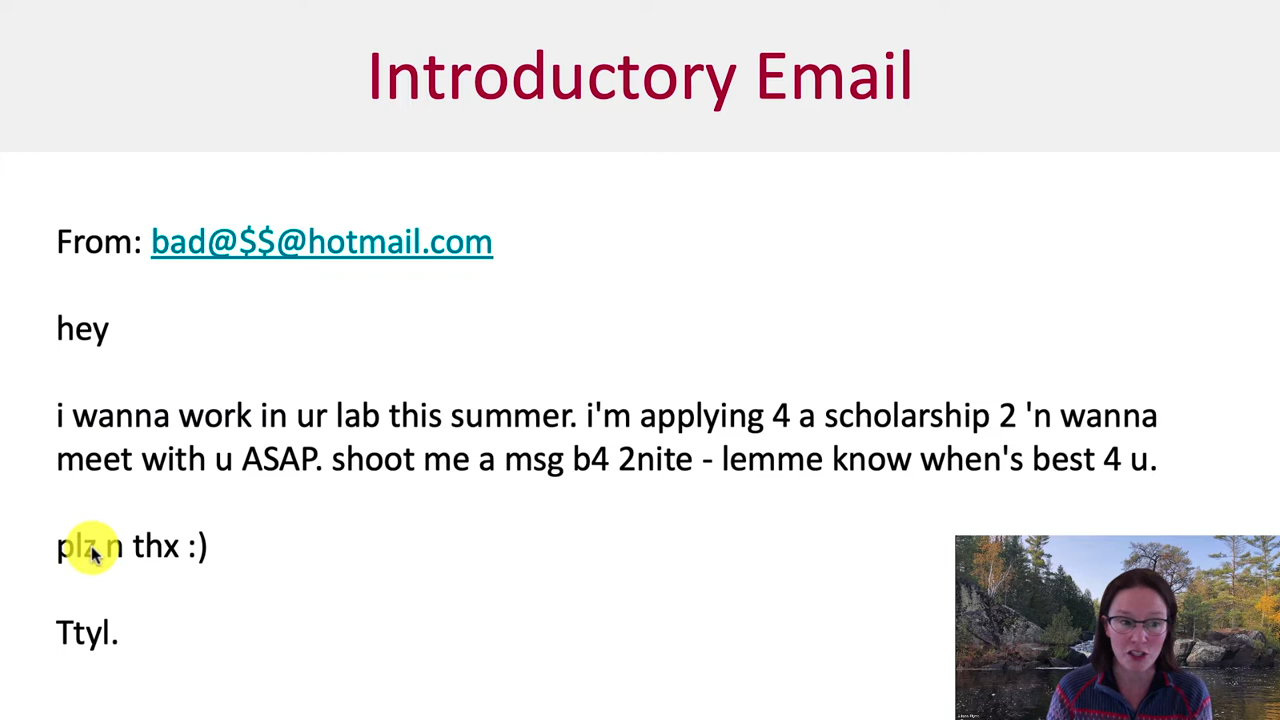 Introductory Email
From: bad@$$@hotmail.com
hey
i wanna work in ur lab this summer. i'm applying 4 a scholarship 2 'n wanna
meet with u ASAP. shoot me a msg b4 2nite - lemme know when's best 4 u.
plz n thx :)
Ttyl.